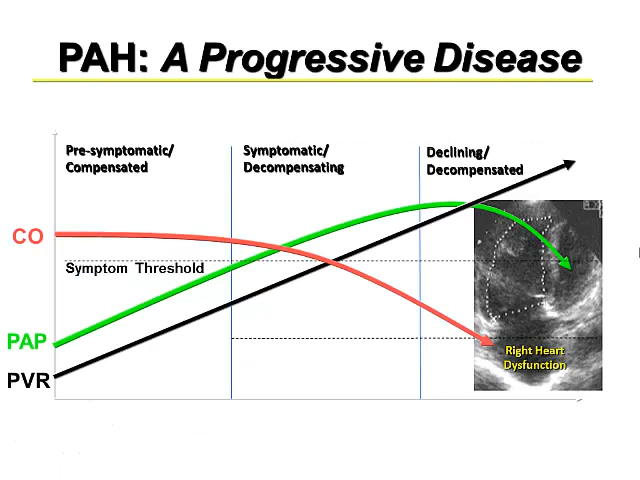 PAH: A Progressive Disease
Pre-symptomatic/
Compensated
Symptomatic/
Decompensating
Declining/
Decompensated
CO
Symptom Threshold
PAP
PVR
Right Heart
Dysfunction